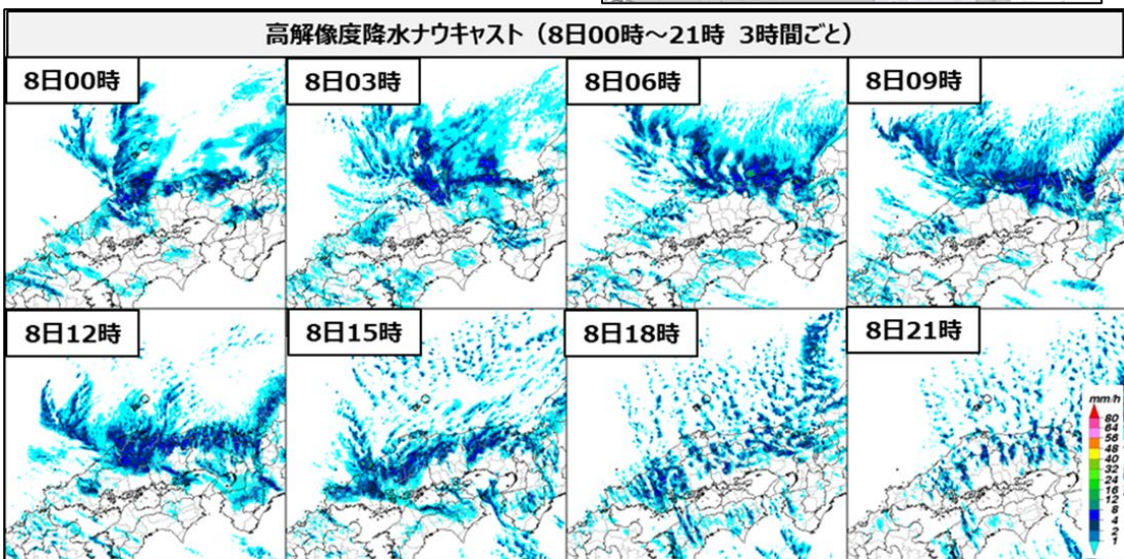 高解像度降水ナウキャスト（8日00時～21時 3時間ごと）
8日00時
8日03時
8日06時
8日09時
8日12時
8日15時
8日18時
8日21時
mm/h
80
64
56
48
40
32
24
16
12
8
4
2
1